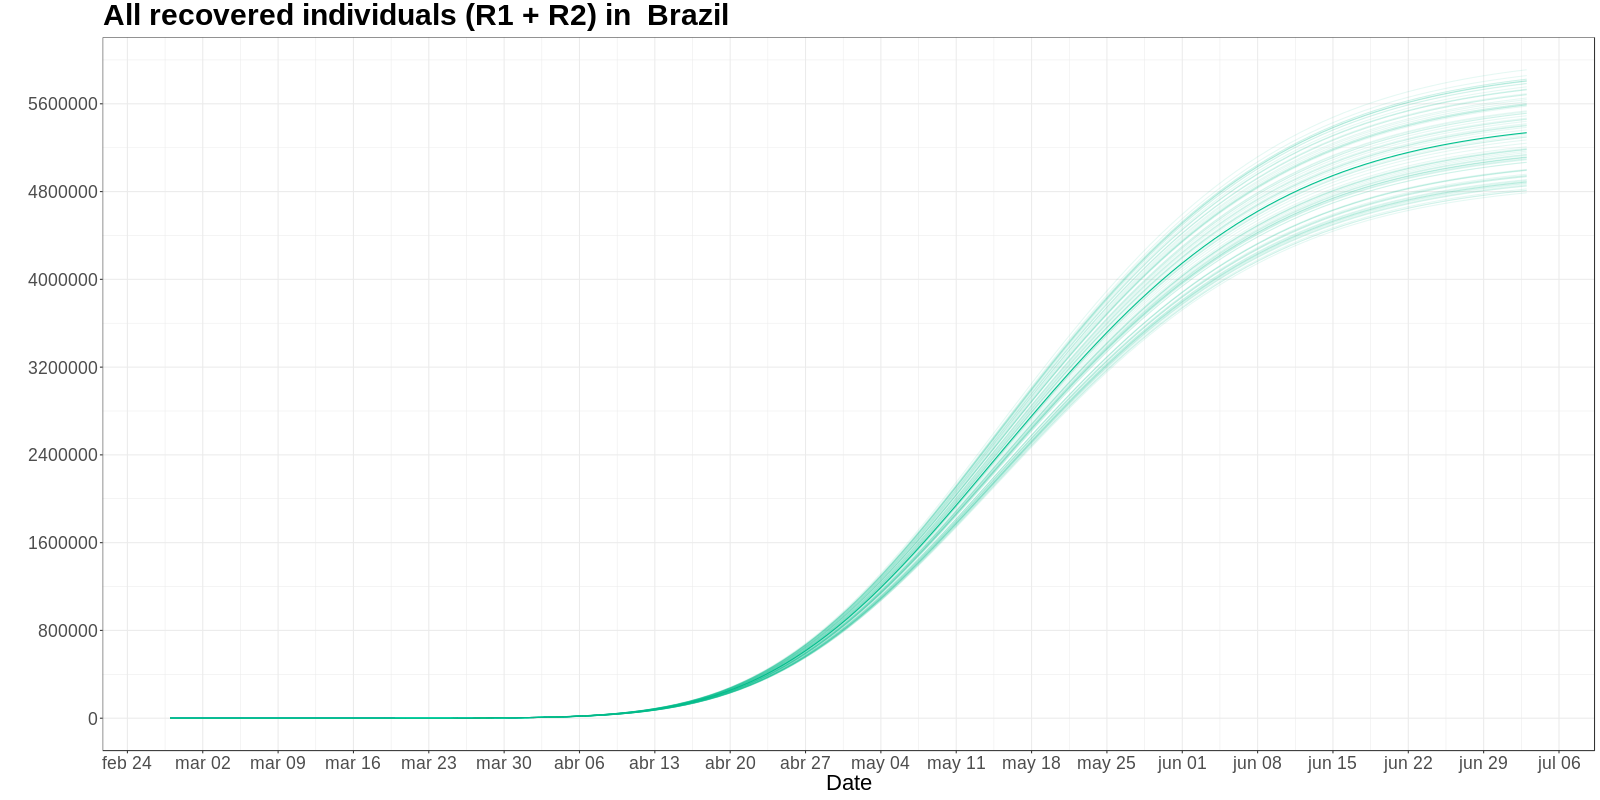 All recovered individuals (R1 + R2) in  Brazil
5600000
4800000
4000000
3200000
2400000
1600000
800000
0
feb 24 mar 02 mar 09 mar 16 mar 23 mar 30 abr 06 abr 13 abr 20 abr 27 may 04 may 11 may 18 may 25 jun 01 jun 08 jun 15 jun 22 jun 29 jul 06
Date